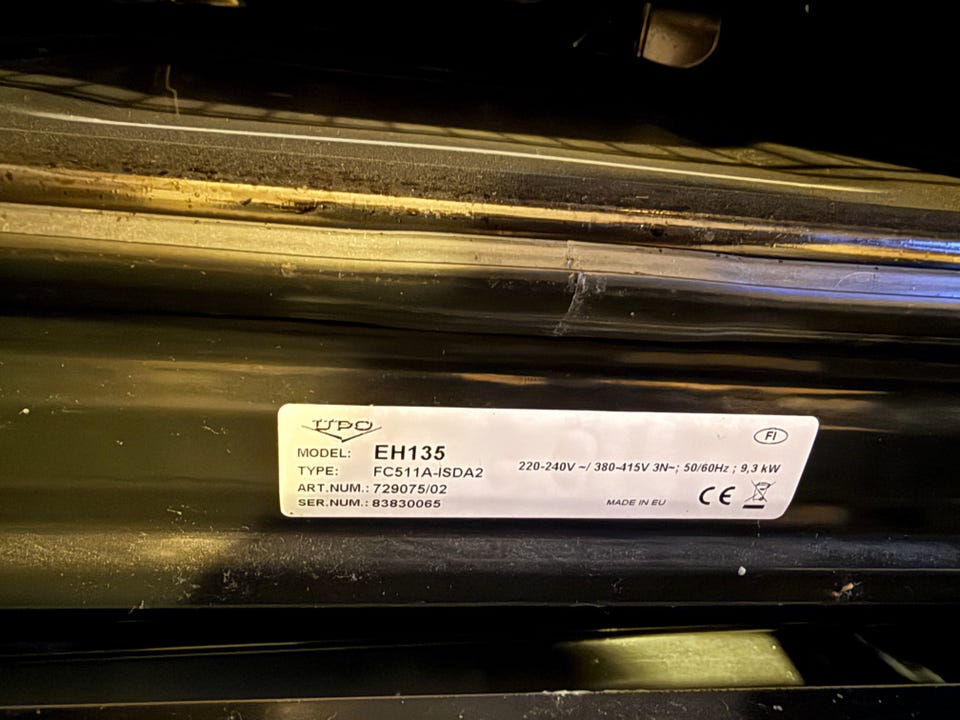 UPO
FI
MODEL: EH135
TYPE: FC511A-ISDA2
220-240V ~/ 380-415V 3N~; 50/60Hz ; 9,3 kW
ART.NUM.: 729075/02
SER.NUM.: 83830065
MADE IN EU
CE